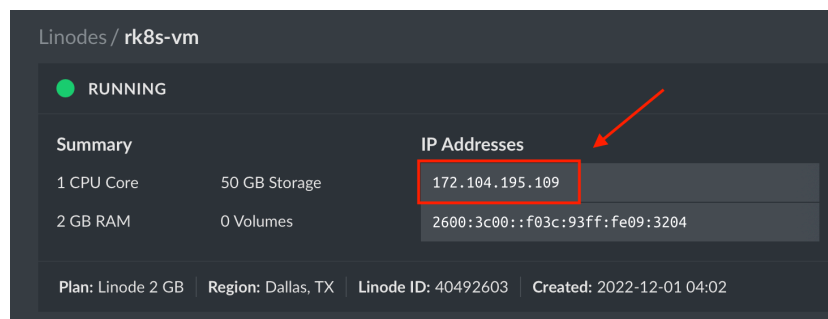 Linodes / rk8s-vm
RUNNING
Summary
1 CPU Core 50 GB Storage
2 GB RAM 0 Volumes
IP Addresses
172.104.195.109
2600:3c00::f03c:93ff:fe09:3204
Plan: Linode 2 GB Region: Dallas, TX Linode ID: 40492603 Created: 2022-12-01 04:02